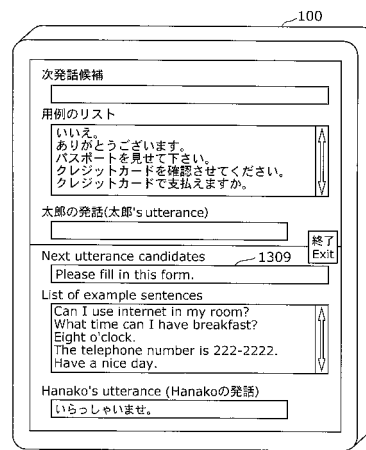 100
次発話候補
用例のリスト
いいえ。
ありがとうございます。
パスポートを見せて下さい。
クレジットカードを確認させてください。
クレジットカードで支払えますか。
太郎の発話(太郎's utterance)
終了
Exit
Next utterance candidates
1309
Please fill in this form.
List of example sentences
Can I use internet in my room?
What time can I have breakfast?
Eight o'clock.
The telephone number is 222-2222.
Have a nice day.
Hanako's utterance (Hanakoの発話)
いらっしゃいませ。